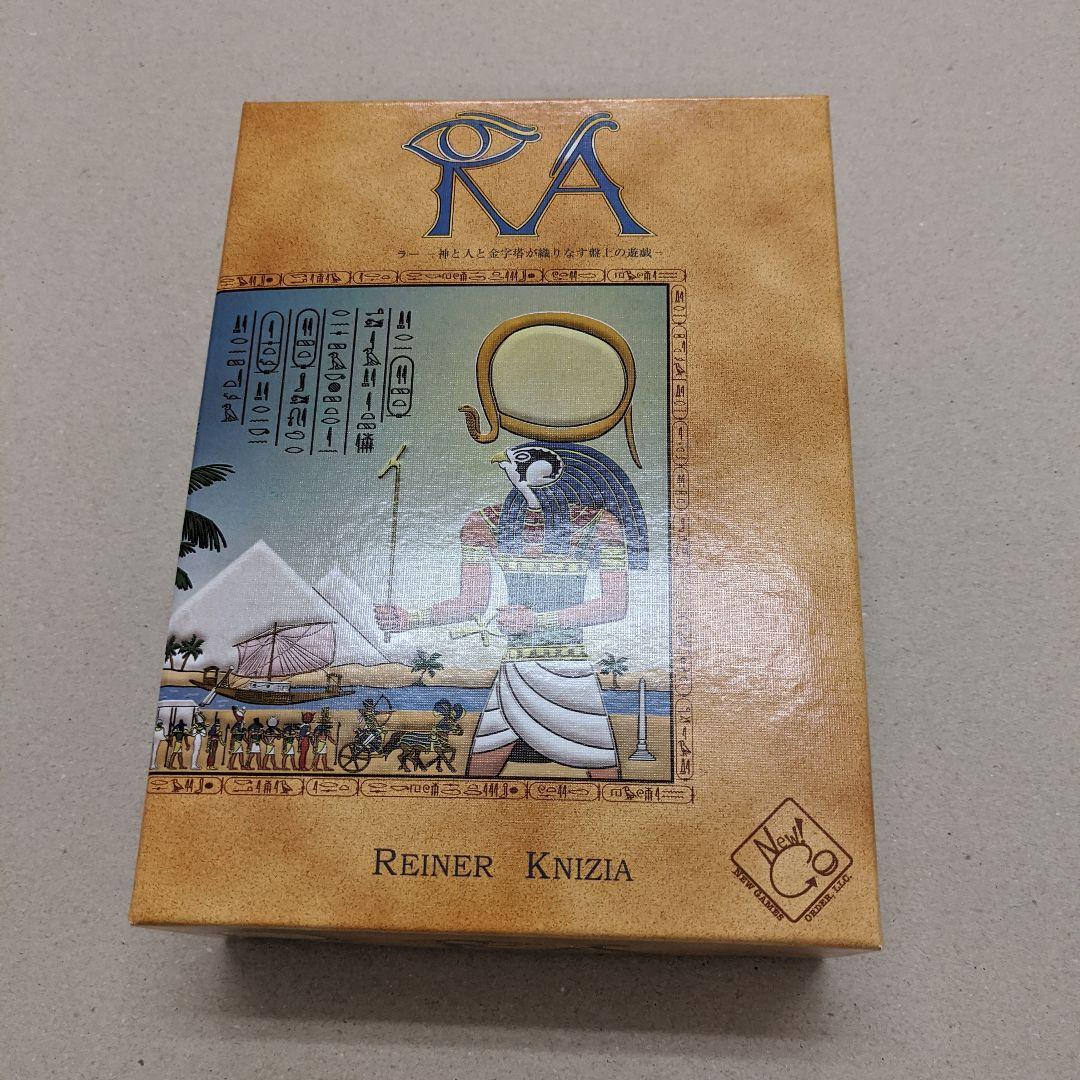 RA
ラー －神と人と金字塔が織りなす盤上の遊戯－
REINER KNIZIA
New!
Co
NEW GAMES ORDER, LLC.